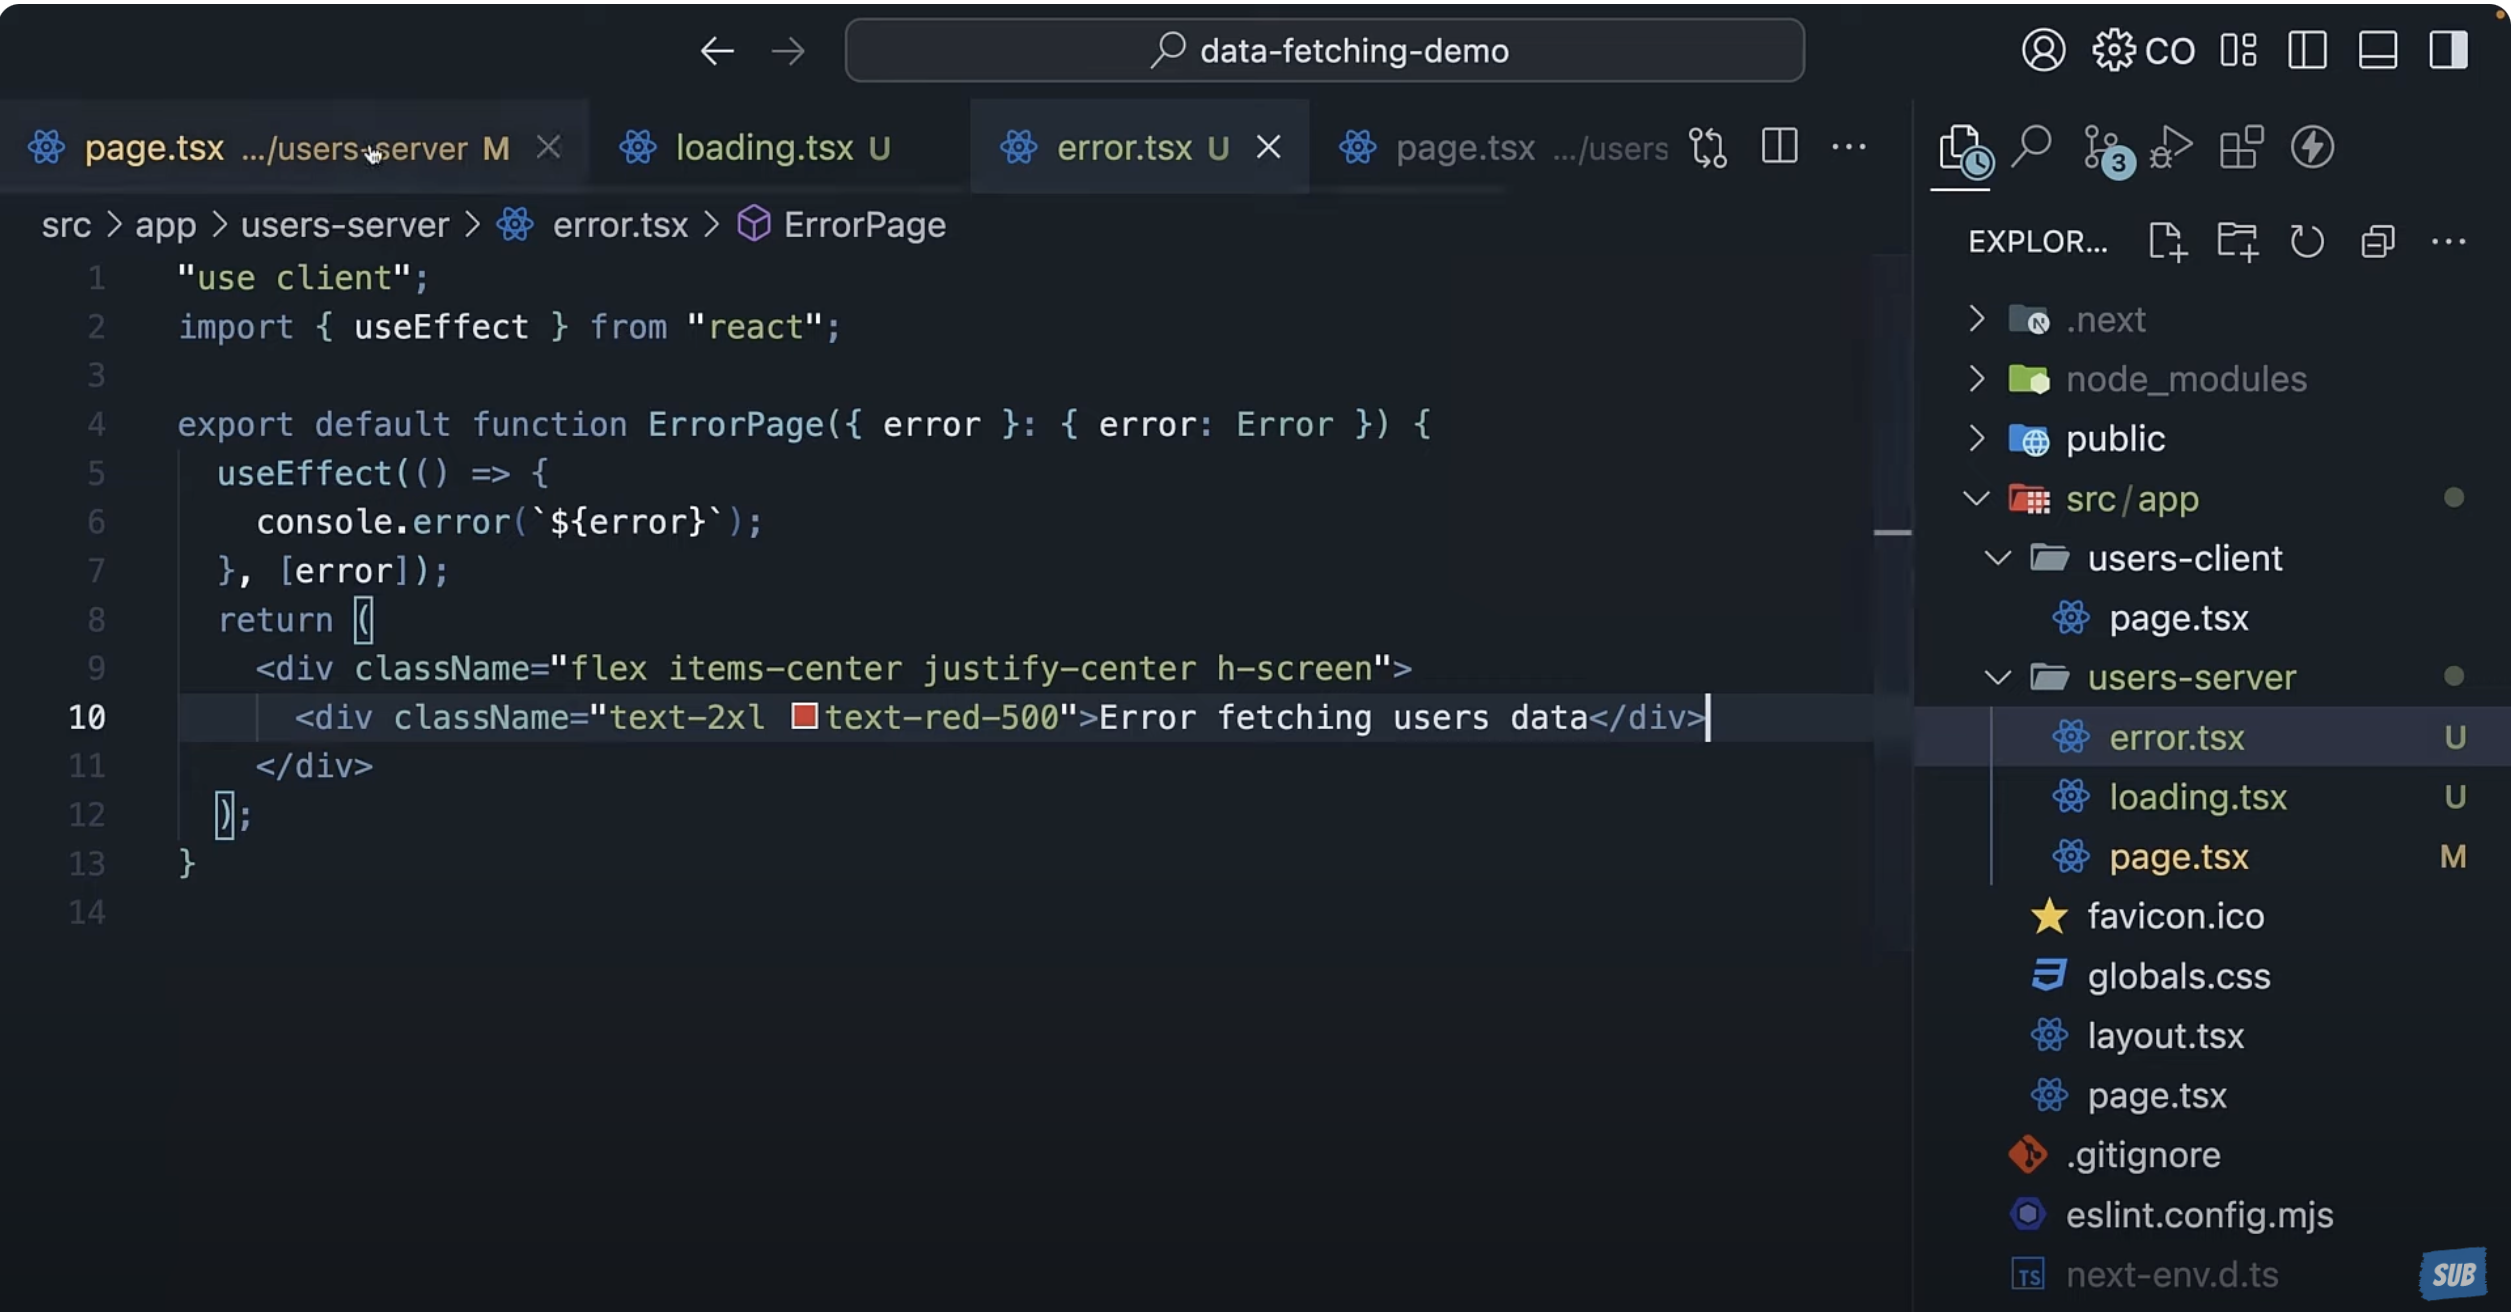 data-fetching-demo
CO
page.tsx .../users-server M
loading.tsx U
error.tsx U
page.tsx .../users
3
src > app > users-server > error.tsx > ErrorPage
1 "use client";
2 import { useEffect } from "react";
3
4 export default function ErrorPage({ error }: { error: Error }) {
5 useEffect(() => {
6 console.error(`${error}`);
7 }, [error]);
8 return (
9 <div className="flex items-center justify-center h-screen">
10 <div className="text-2xl text-red-500">Error fetching users data</div>
11 </div>
12 );
13 }
14
EXPLOR...
.next
node_modules
public
src/app
users-client
page.tsx
users-server
error.tsx U
loading.tsx U
page.tsx M
favicon.ico
globals.css
layout.tsx
page.tsx
.gitignore
eslint.config.mjs
TS next-env.d.ts
SUB